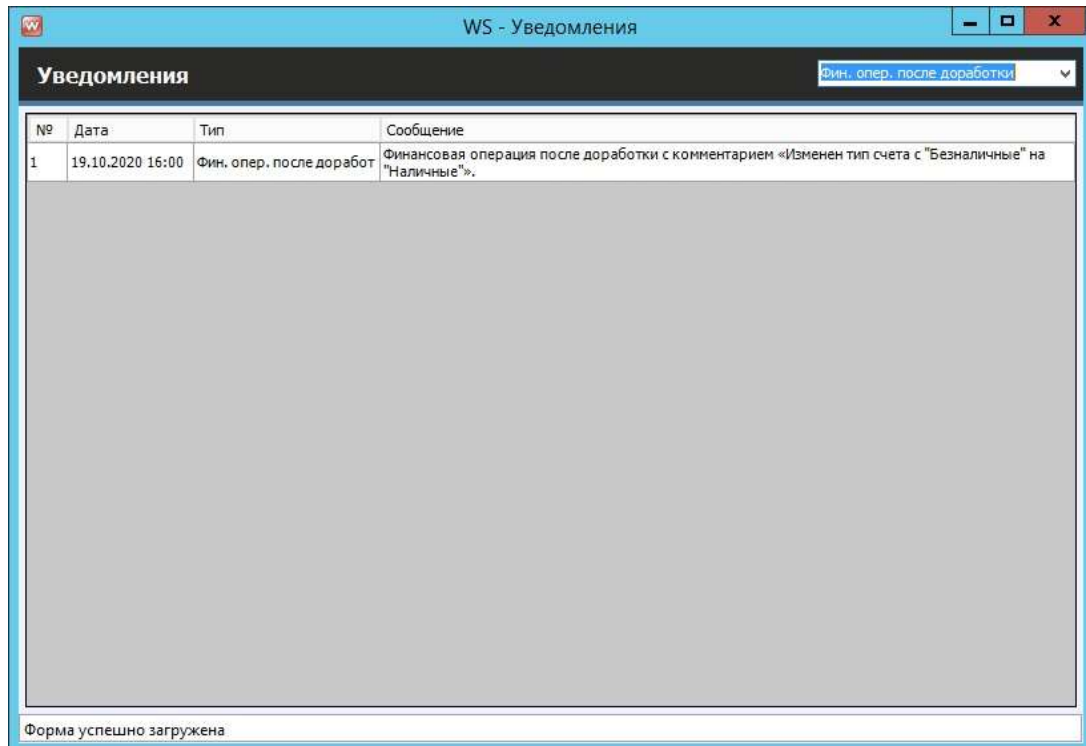 WS - Уведомления
Уведомления
Фин. опер. после доработки
№ Дата Тип Сообщение
1 19.10.2020 16:00 Фин. опер. после доработ Финансовая операция после доработки с комментарием «Изменен тип счета с "Безналичные" на
"Наличные"».
Форма успешно загружена